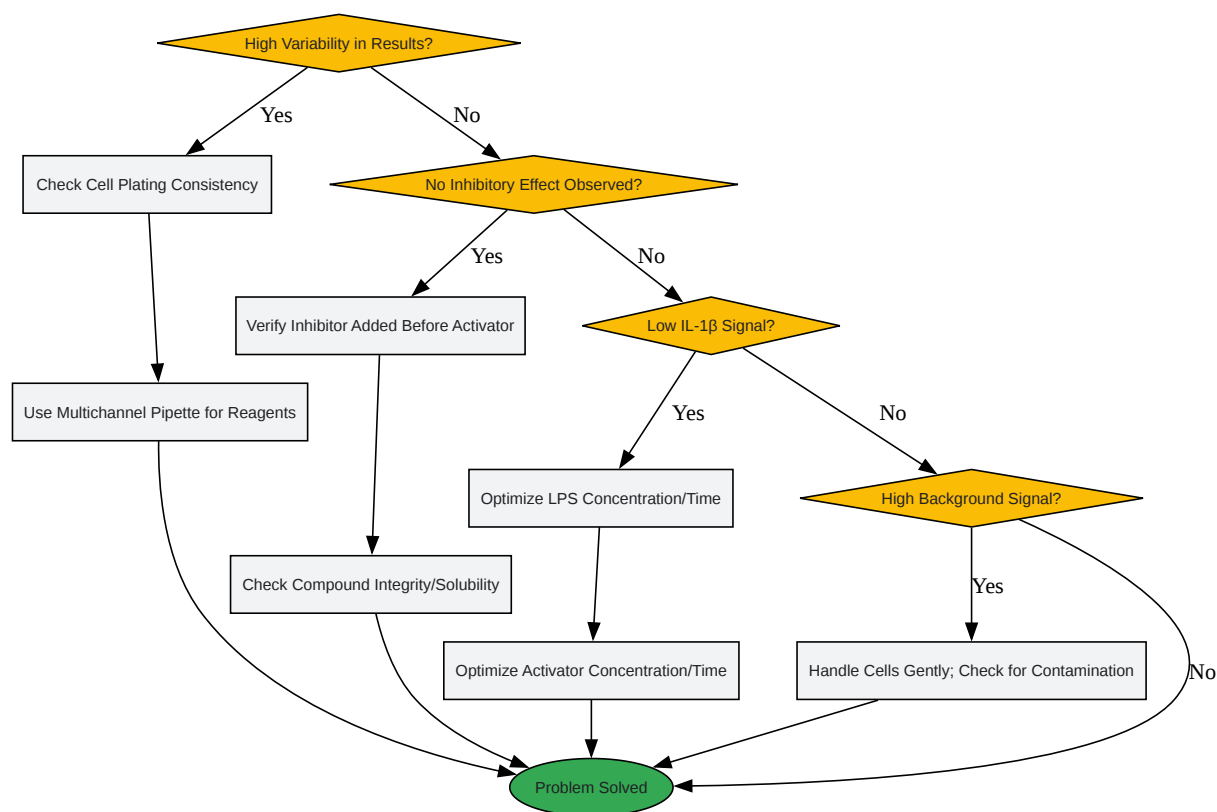 High Variability in Results?
Yes
No
Check Cell Plating Consistency
No Inhibitory Effect Observed?
Yes
No
Verify Inhibitor Added Before Activator
Low IL-1β Signal?
Use Multichannel Pipette for Reagents
Yes
No
Optimize LPS Concentration/Time
High Background Signal?
Check Compound Integrity/Solubility
Yes
Optimize Activator Concentration/Time
Handle Cells Gently; Check for Contamination
No
Problem Solved